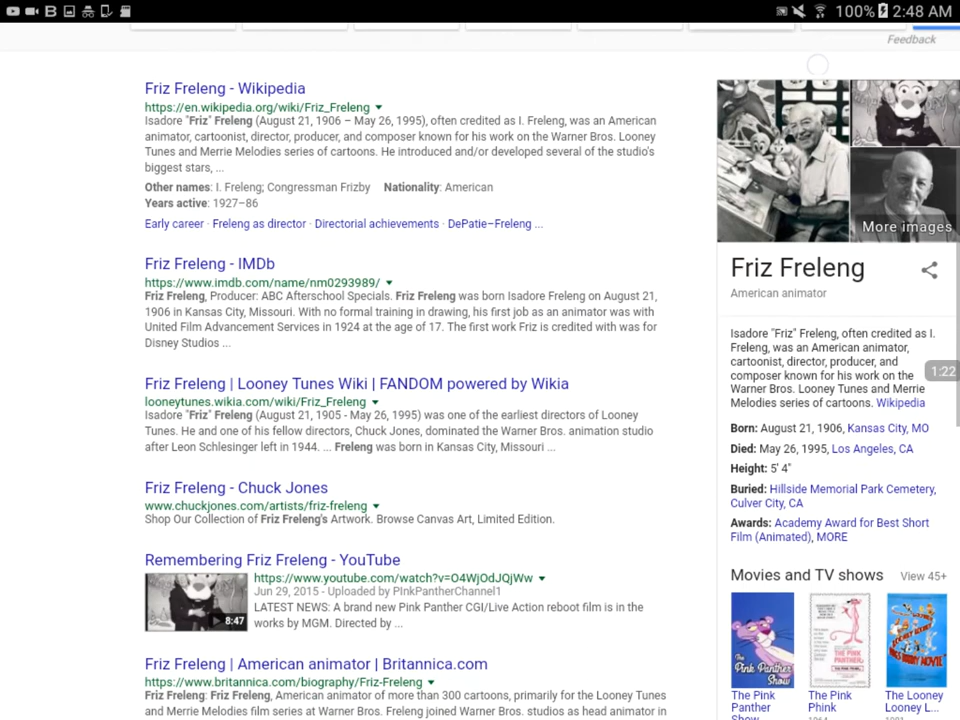 100% 2:48 AM
Feedback
Friz Freleng - Wikipedia
https://en.wikipedia.org/wiki/Friz_Freleng
Isadore "Friz" Freleng (August 21, 1906 – May 26, 1995), often credited as I. Freleng, was an American
animator, cartoonist, director, producer, and composer known for his work on the Warner Bros. Looney
Tunes and Merrie Melodies series of cartoons. He introduced and/or developed several of the studio's
biggest stars, ...
Other names: I. Freleng; Congressman Frizby Nationality: American
Years active: 1927–86
Early career · Freleng as director · Directorial achievements · DePatie–Freleng ...
Friz Freleng - IMDb
https://www.imdb.com/name/nm0293989/
Friz Freleng, Producer: ABC Afterschool Specials. Friz Freleng was born Isadore Freleng on August 21,
1906 in Kansas City, Missouri. With no formal training in drawing, his first job as an animator was with
United Film Advancement Services in 1924 at the age of 17. The first work Friz is credited with was for
Disney Studios ...
Friz Freleng | Looney Tunes Wiki | FANDOM powered by Wikia
looneytunes.wikia.com/wiki/Friz_Freleng
Isadore "Friz" Freleng (August 21, 1905 - May 26, 1995) was one of the earliest directors of Looney
Tunes. He and one of his fellow directors, Chuck Jones, dominated the Warner Bros. animation studio
after Leon Schlesinger left in 1944. ... Freleng was born in Kansas City, Missouri ...
Friz Freleng - Chuck Jones
www.chuckjones.com/artists/friz-freleng
Shop Our Collection of Friz Freleng's Artwork. Browse Canvas Art, Limited Edition.
Remembering Friz Freleng - YouTube
https://www.youtube.com/watch?v=O4WjOdJQjWw
Jun 29, 2015 - Uploaded by PInkPantherChannel1
LATEST NEWS: A brand new Pink Panther CGI/Live Action reboot film is in the
works by MGM. Directed by ...
8:47
Friz Freleng | American animator | Britannica.com
https://www.britannica.com/biography/Friz-Freleng
Friz Freleng: Friz Freleng, American animator of more than 300 cartoons, primarily for the Looney Tunes
and Merrie Melodies film series at Warner Bros. Freleng joined Warner Bros. studios as head animator in
More images
Friz Freleng
American animator
Isadore "Friz" Freleng, often credited as I.
Freleng, was an American animator,
cartoonist, director, producer, and
composer known for his work on the
Warner Bros. Looney Tunes and Merrie
Melodies series of cartoons. Wikipedia
1:22
Born: August 21, 1906, Kansas City, MO
Died: May 26, 1995, Los Angeles, CA
Height: 5' 4"
Buried: Hillside Memorial Park Cemetery,
Culver City, CA
Awards: Academy Award for Best Short
Film (Animated), MORE
Movies and TV shows View 45+
The Pink Panther Show
The Pink
Panther
Show
The Pink
Phink
1964
The Looney
Looney L...
1981